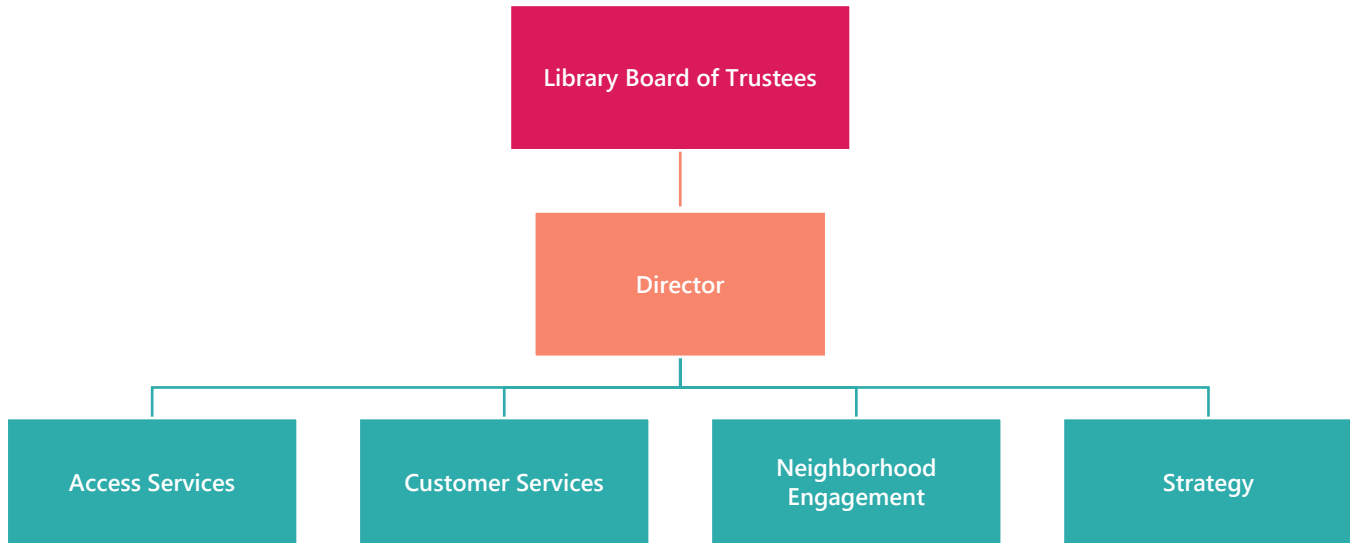 Library Board of Trustees
Director
Access Services
Customer Services
Neighborhood
Engagement
Strategy